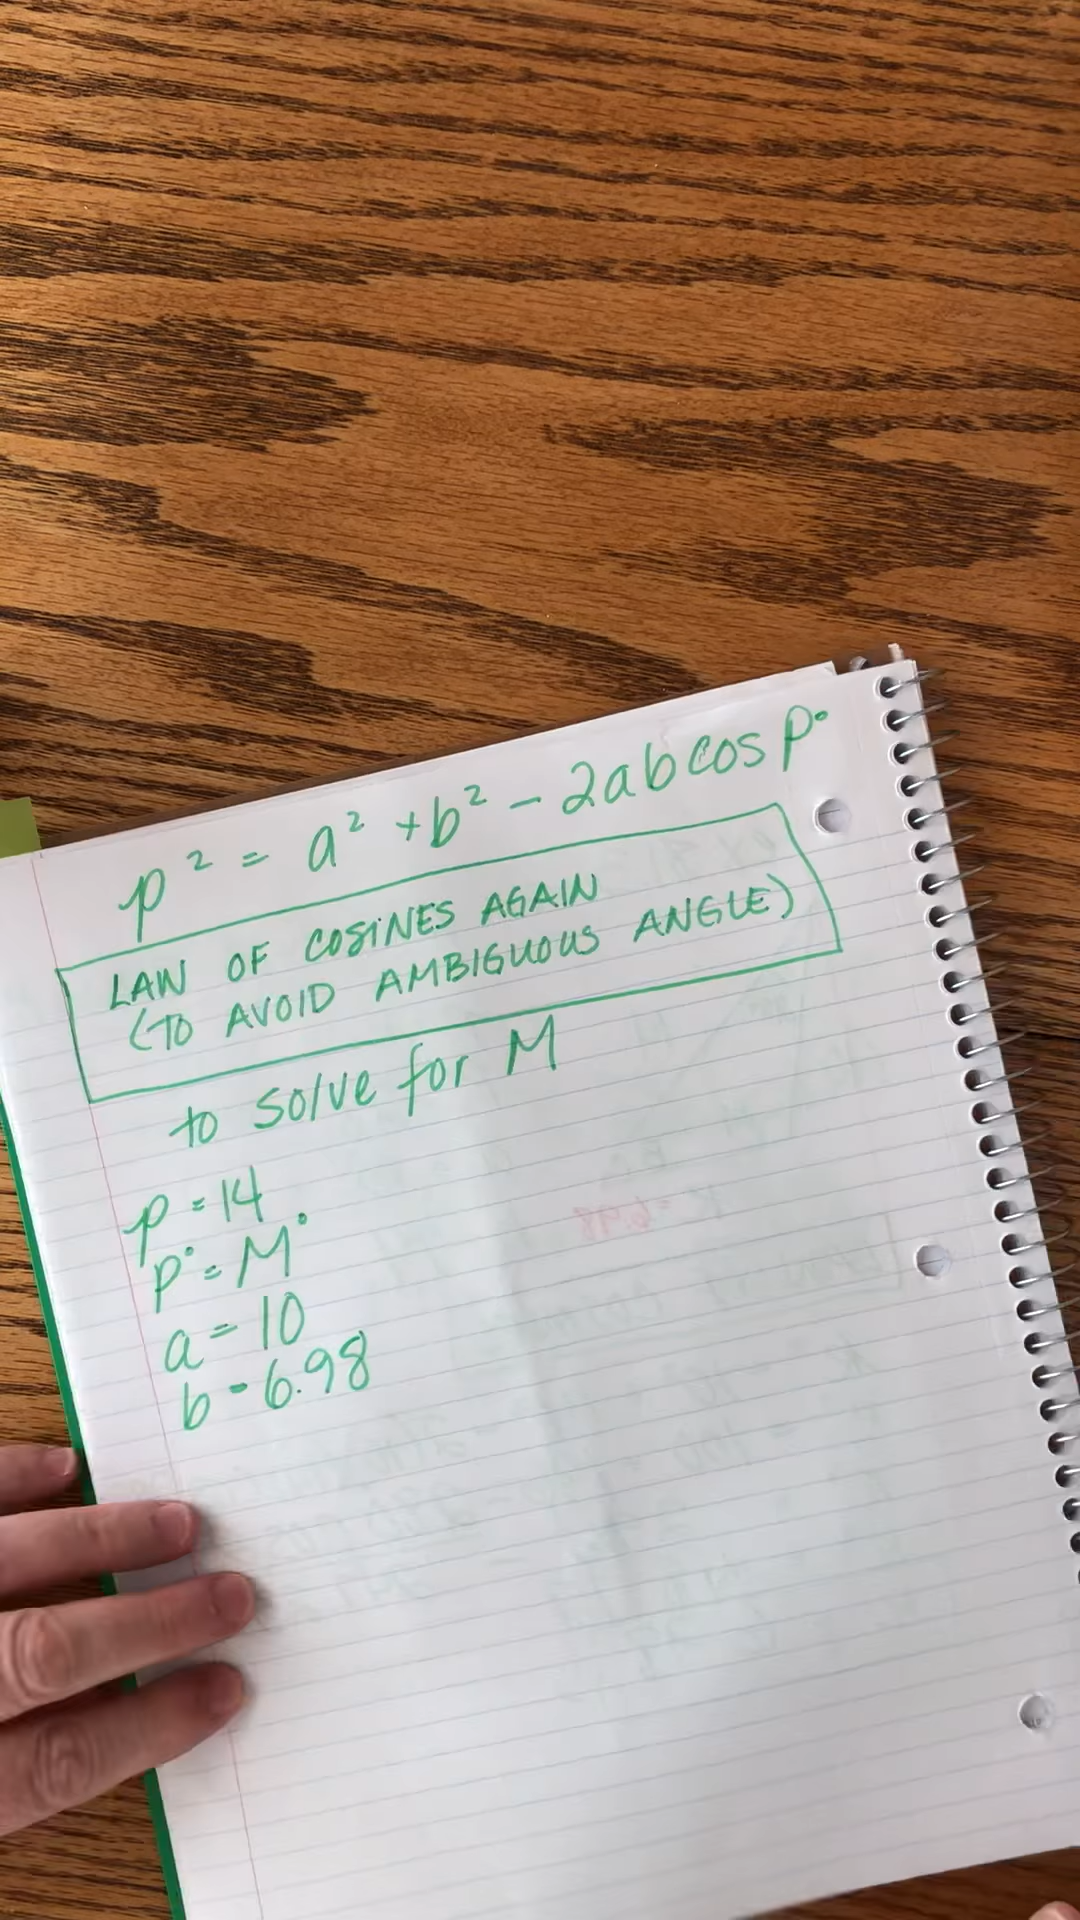 p² = a² + b² - 2ab cos P°
LAW OF COSINES AGAIN
(TO AVOID AMBIGUOUS ANGLE)
to solve for M
p = 14
P° = M°
a = 10
b = 6.98